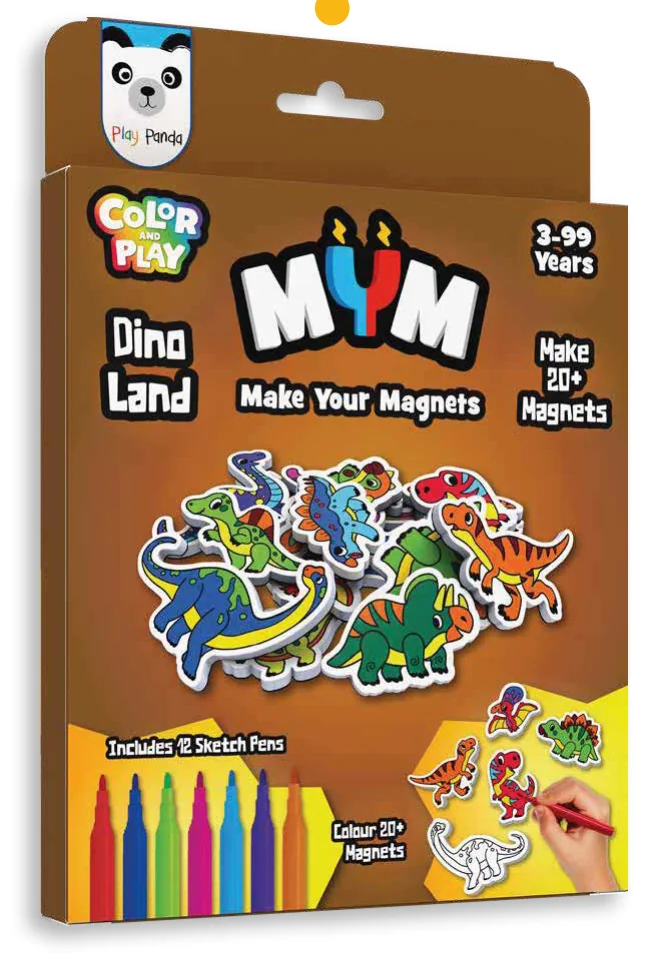 Play Panda
COLOR
AND
PLAY
MYM
3-99
Years
Dino
Land
Make Your Magnets
Make
20+
Magnets
Includes 12 Sketch Pens
Colour 20+
Magnets